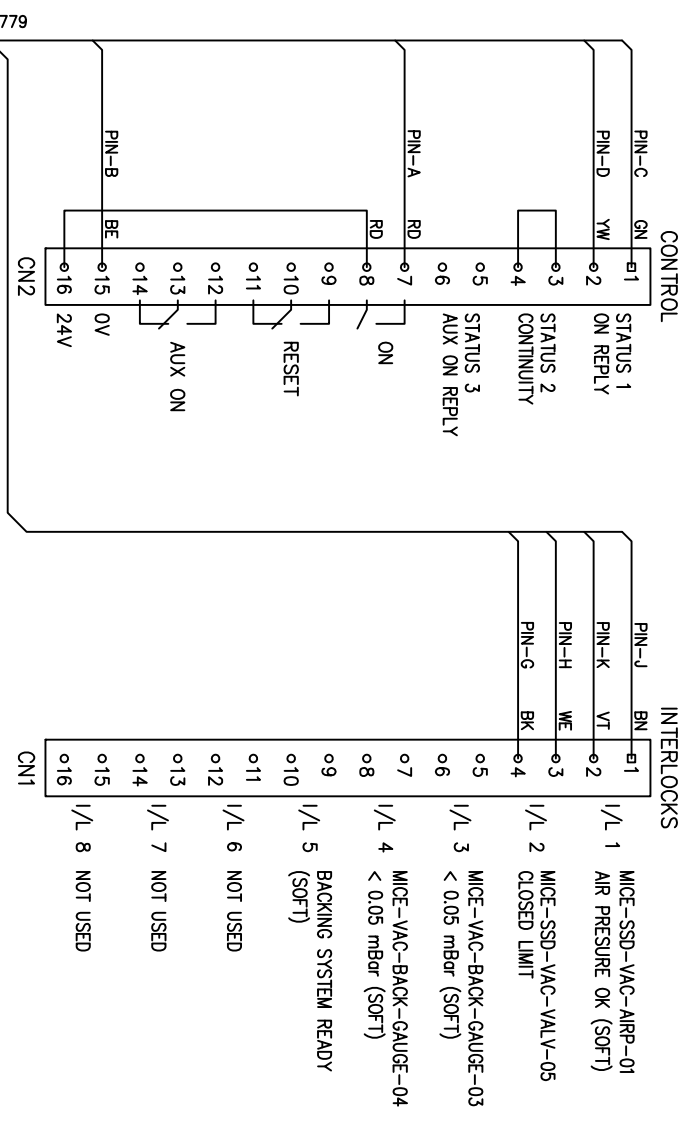 779
CONTROL
PIN-C GN 1
PIN-D YW 2
3
4
5
6
PIN-A RD 7
RD 8
9
10
11
12
13
14
PIN-B BE 15
16
STATUS 1
ON REPLY
STATUS 2
CONTINUITY
STATUS 3
AUX ON REPLY
ON
RESET
AUX ON
0V
24V
CN2
INTERLOCKS
PIN-J BN 1
PIN-K VT 2
PIN-H WE 3
PIN-G BK 4
5
6
7
8
9
10
11
12
13
14
15
16
I/L 1 MICE-SSD-VAC-AIRP-01
AIR PRESURE OK (SOFT)
I/L 2 MICE-SSD-VAC-VALV-05
CLOSED LIMIT
I/L 3 MICE-VAC-BACK-GAUGE-03
< 0.05 mBar (SOFT)
I/L 4 MICE-VAC-BACK-GAUGE-04
< 0.05 mBar (SOFT)
I/L 5 BACKING SYSTEM READY
(SOFT)
I/L 6 NOT USED
I/L 7 NOT USED
I/L 8 NOT USED
CN1